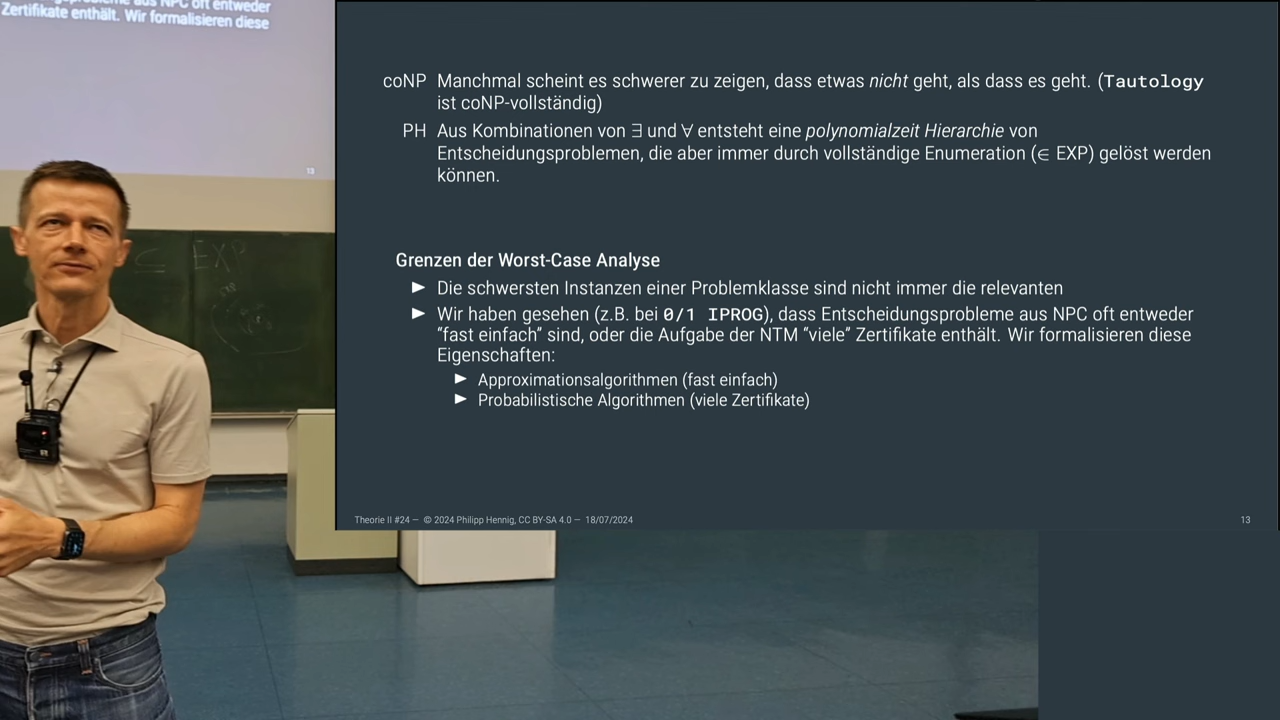 probleme aus NPC oft entweder
Zertifikate enthält. Wir formalisieren diese
13
⊆ EXP
coNP Manchmal scheint es schwerer zu zeigen, dass etwas nicht geht, als dass es geht. (Tautology
ist coNP-vollständig)
PH Aus Kombinationen von ∃ und ∀ entsteht eine polynomialzeit Hierarchie von
Entscheidungsproblemen, die aber immer durch vollständige Enumeration (∈ EXP) gelöst werden
können.
Grenzen der Worst-Case Analyse
► Die schwersten Instanzen einer Problemklasse sind nicht immer die relevanten
► Wir haben gesehen (z.B. bei 0/1 IPROG), dass Entscheidungsprobleme aus NPC oft entweder
“fast einfach” sind, oder die Aufgabe der NTM “viele” Zertifikate enthält. Wir formalisieren diese
Eigenschaften:
► Approximationsalgorithmen (fast einfach)
► Probabilistische Algorithmen (viele Zertifikate)
Theorie II #24 — © 2024 Philipp Hennig, CC BY-SA 4.0 — 18/07/2024
13